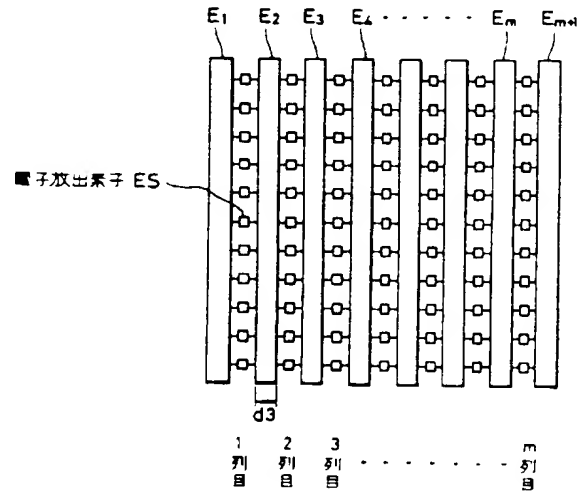 E1 E2 E3 E4 - - - - - - Em Em+1
電子放出素子 ES
d3
1列目 2列目 3列目 - - - - - - - m列目